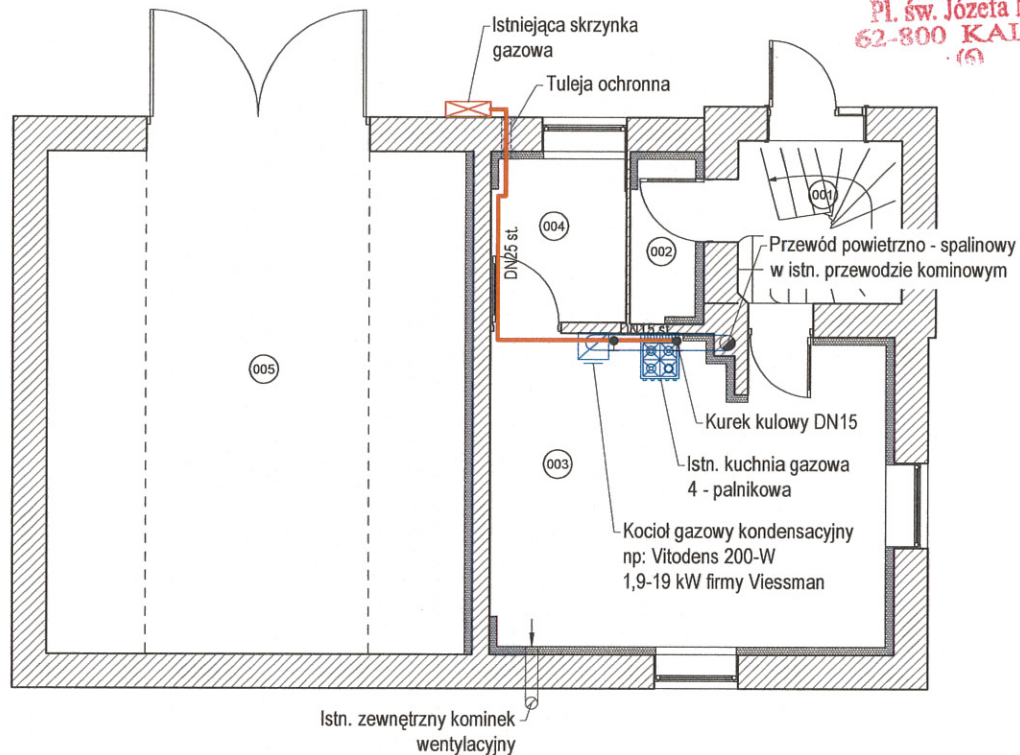 Pl. św. Józefa
62-800 KAL
(6)
Istniejąca skrzynka
gazowa
Tuleja ochronna
001
004
002
Przewód powietrzno - spalinowy
w istn. przewodzie kominowym
DN25 st.
DN15 st.
005
Kurek kulowy DN15
003
Istn. kuchnia gazowa
4 - palnikowa
Kocioł gazowy kondensacyjny
np: Vitodens 200-W
1,9-19 kW firmy Viessman
Istn. zewnętrzny kominek
wentylacyjny